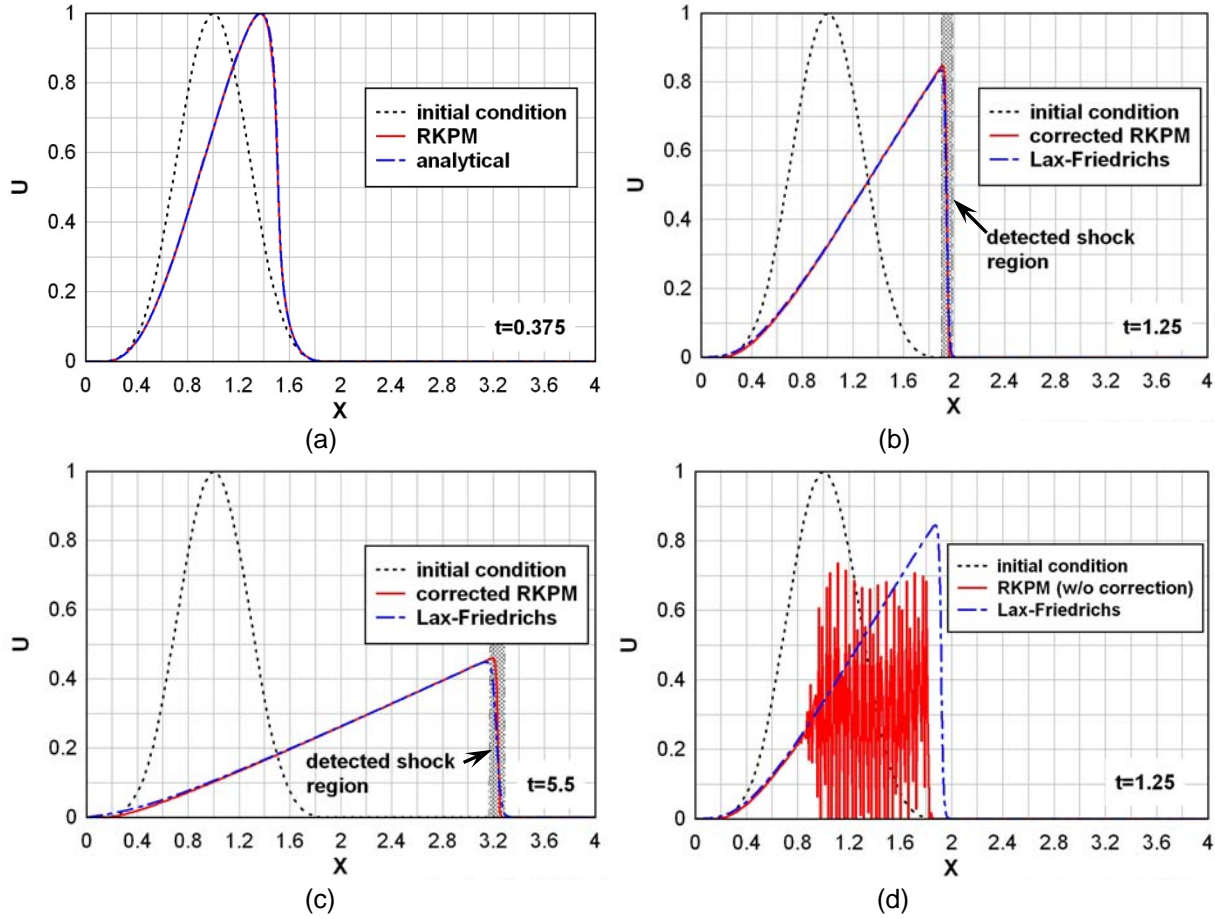 1
0.8
0.6
0.4
0.2
0
U
initial condition
RKPM
analytical
t=0.375
0 0.4 0.8 1.2 1.6 2 2.4 2.8 3.2 3.6 4
X
(a)
1
0.8
0.6
0.4
0.2
0
U
initial condition
corrected RKPM
Lax-Friedrichs
detected shock
region
t=1.25
0 0.4 0.8 1.2 1.6 2 2.4 2.8 3.2 3.6 4
X
(b)
1
0.8
0.6
0.4
0.2
0
U
initial condition
corrected RKPM
Lax-Friedrichs
detected shock
region
t=5.5
0 0.4 0.8 1.2 1.6 2 2.4 2.8 3.2 3.6 4
X
(c)
1
0.8
0.6
0.4
0.2
0
U
initial condition
RKPM (w/o correction)
Lax-Friedrichs
t=1.25
0 0.4 0.8 1.2 1.6 2 2.4 2.8 3.2 3.6 4
X
(d)